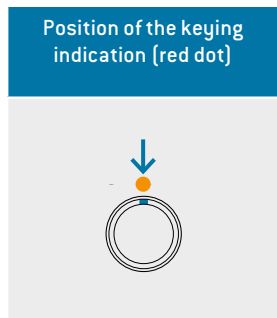 Position of the keying
indication (red dot)